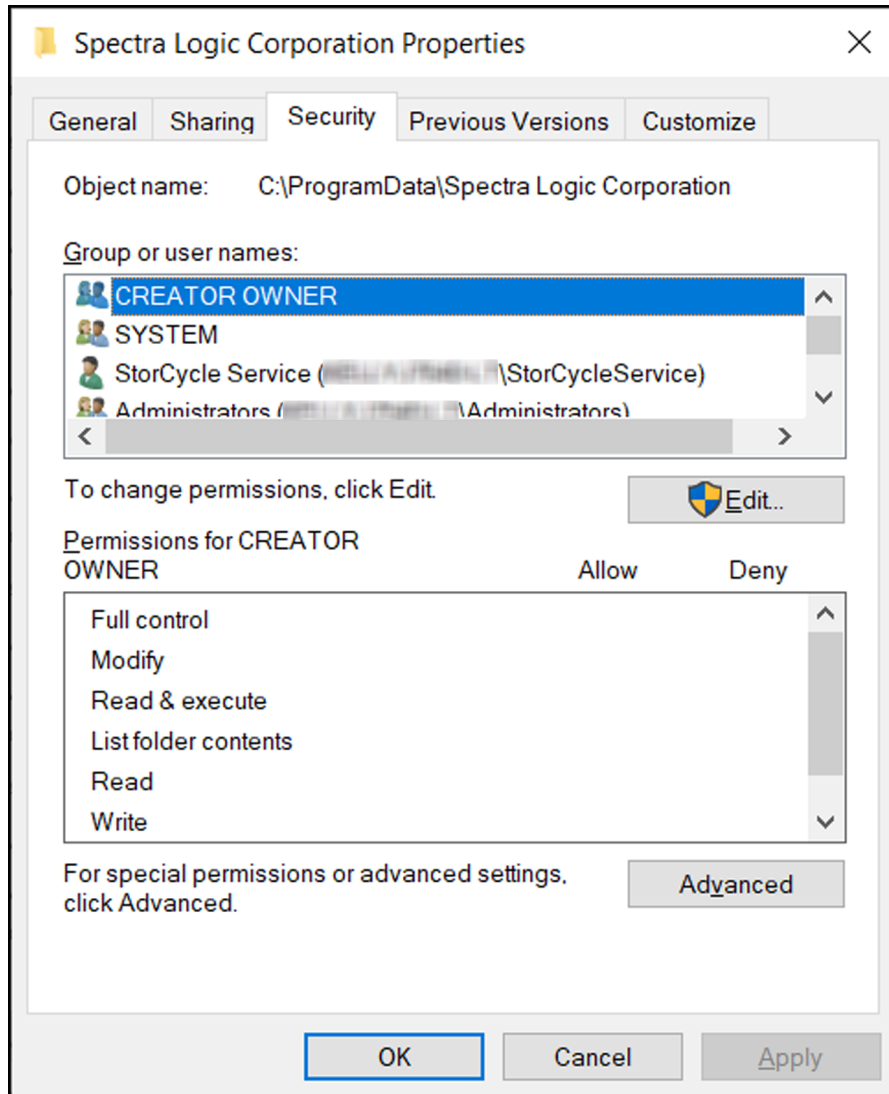 Spectra Logic Corporation Properties
General Sharing Security Previous Versions Customize
Object name: C:\ProgramData\Spectra Logic Corporation
Group or user names:
CREATOR OWNER
SYSTEM
StorCycle Service ( \StorCycleService)
Administrators ( \Administrators)
To change permissions, click Edit.
Edit...
Permissions for CREATOR
OWNER Allow Deny
Full control
Modify
Read & execute
List folder contents
Read
Write
For special permissions or advanced settings,
click Advanced.
Advanced
OK Cancel Apply